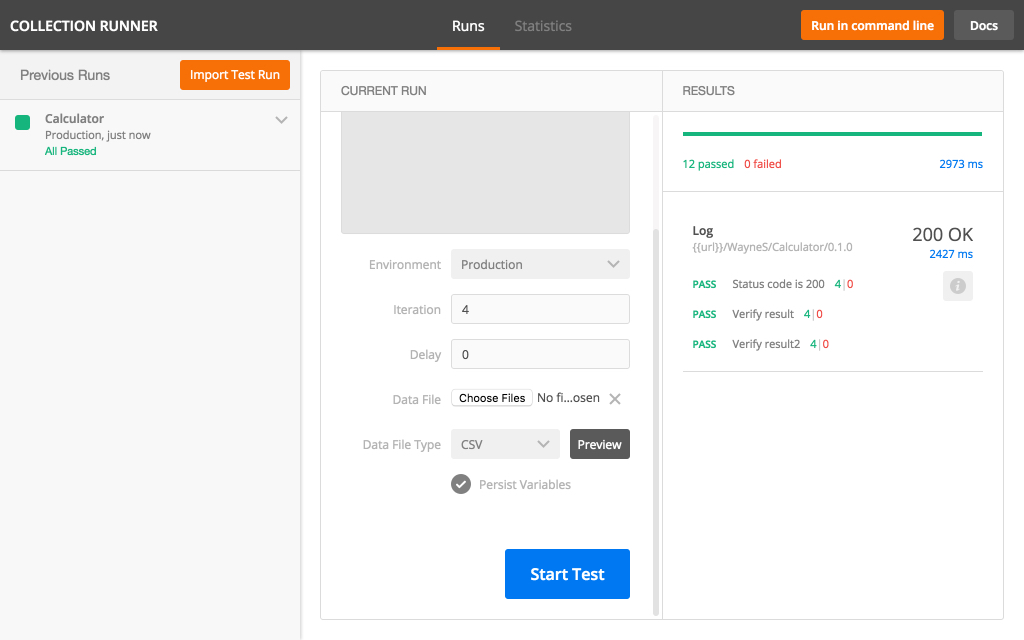 COLLECTION RUNNER
Runs Statistics
Run in command line Docs
Previous Runs Import Test Run
Calculator
Production, just now
All Passed
CURRENT RUN
Environment Production
Iteration 4
Delay 0
Data File Choose Files No fi...osen
Data File Type CSV Preview
Persist Variables
Start Test
RESULTS
12 passed 0 failed 2973 ms
Log 200 OK
{{url}}/WayneS/Calculator/0.1.0
2427 ms
PASS Status code is 200 4|0
PASS Verify result 4|0
PASS Verify result2 4|0